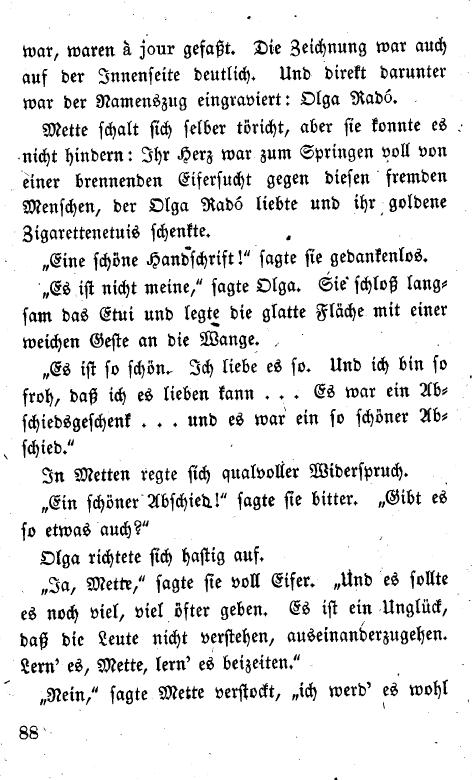 war, waren à jour gefaßt. Die Zeichnung war auch
auf der Innenseite deutlich. Und direkt darunter
war der Namenszug eingraviert: Olga Radó.
Mette schalt sich selber töricht, aber sie konnte es
nicht hindern: Ihr Herz war zum Springen voll von
einer brennenden Eifersucht gegen diesen fremden
Menschen, der Olga Radó liebte und ihr goldene
Zigarettenetuis schenkte.
„Eine schöne Handschrift!“ sagte sie gedankenlos.
„Es ist nicht meine,“ sagte Olga. Sie schloß lang-
sam das Etui und legte die glatte Fläche mit einer
weichen Geste an die Wange.
„Es ist so schön. Ich liebe es so. Und ich bin so
froh, daß ich es lieben kann . . . Es war ein Ab-
schiedsgeschenk . . . und es war ein so schöner Ab-
schied.“
In Metten regte sich qualvoller Widerspruch.
„Ein schöner Abschied!“ sagte sie bitter. „Gibt es
so etwas auch?“
Olga richtete sich hastig auf.
„Ja, Mette,“ sagte sie voll Eifer. „Und es sollte
es noch viel, viel öfter geben. Es ist ein Unglück,
daß die Leute nicht verstehen, auseinanderzugehen.
Lern' es, Mette, lern' es beizeiten.“
„Nein,“ sagte Mette verstockt, „ich werd' es wohl
88